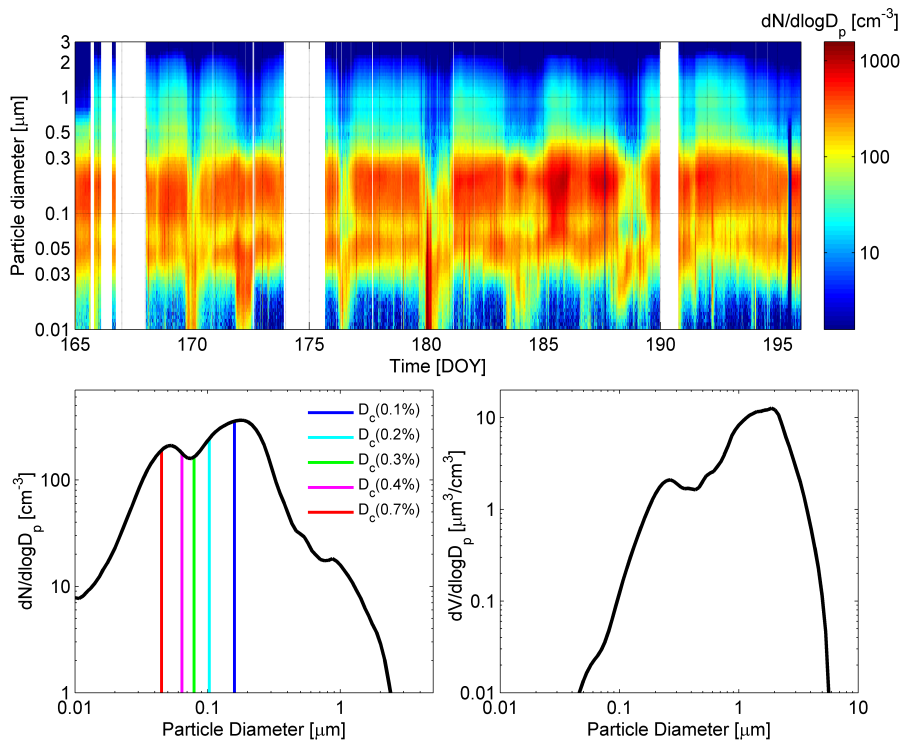 dN/dlogDp [cm-3]
3
2
1
0.5
0.3
0.1
0.05
0.03
0.01
Particle diameter [μm]
165 170 175 180 185 190 195
Time [DOY]
1000
100
10
dN/dlogDp [cm-3]
100
10
1
0.01 0.1 1
Particle Diameter [μm]
Dc(0.1%)
Dc(0.2%)
Dc(0.3%)
Dc(0.4%)
Dc(0.7%)
dV/dlogDp [μm3/cm3]
10
1
0.1
0.01
0.01 0.1 1 10
Particle Diameter [μm]